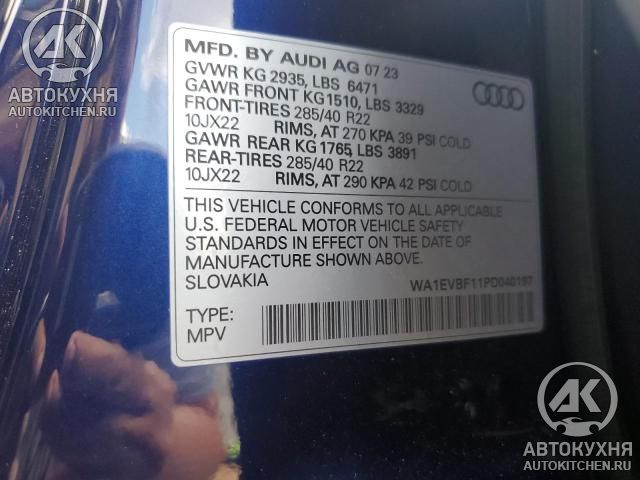 AK
АВТОКУХНЯ
AUTOKITCHEN.RU
MFD. BY AUDI AG 07 23
GVWR KG 2935, LBS 6471
GAWR FRONT KG 1510, LBS 3329
FRONT-TIRES 285/40 R22
10JX22 RIMS, AT 270 KPA 39 PSI COLD
GAWR REAR KG 1765, LBS 3891
REAR-TIRES 285/40 R22
10JX22 RIMS, AT 290 KPA 42 PSI COLD
THIS VEHICLE CONFORMS TO ALL APPLICABLE
U.S. FEDERAL MOTOR VEHICLE SAFETY
STANDARDS IN EFFECT ON THE DATE OF
MANUFACTURE SHOWN ABOVE.
SLOVAKIA WA1EVBF11PD040197
TYPE:
MPV
AK
АВТОКУХНЯ
AUTOKITCHEN.RU